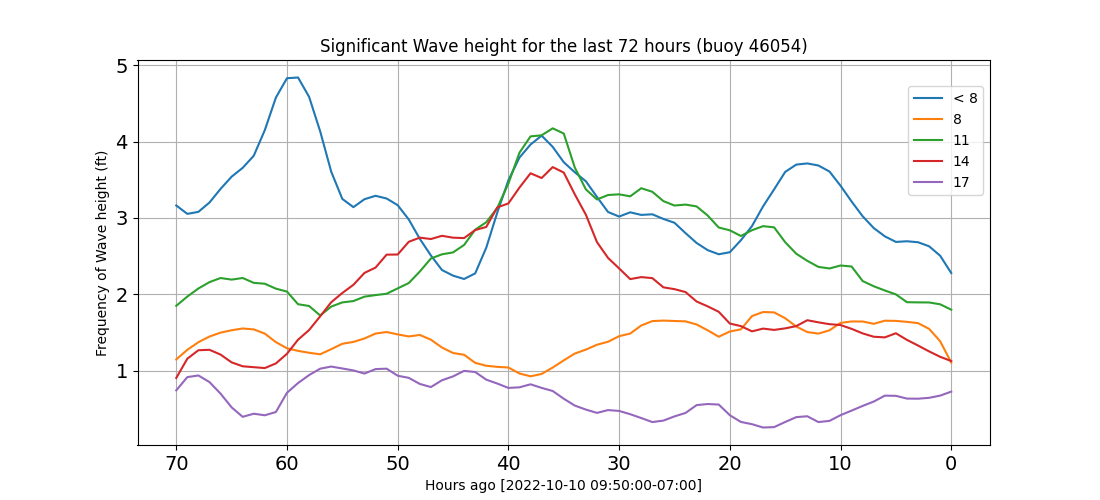 Significant Wave height for the last 72 hours (buoy 46054)
Frequency of Wave height (ft)
5
4
3
2
1
< 8
8
11
14
17
70 60 50 40 30 20 10 0
Hours ago [2022-10-10 09:50:00-07:00]